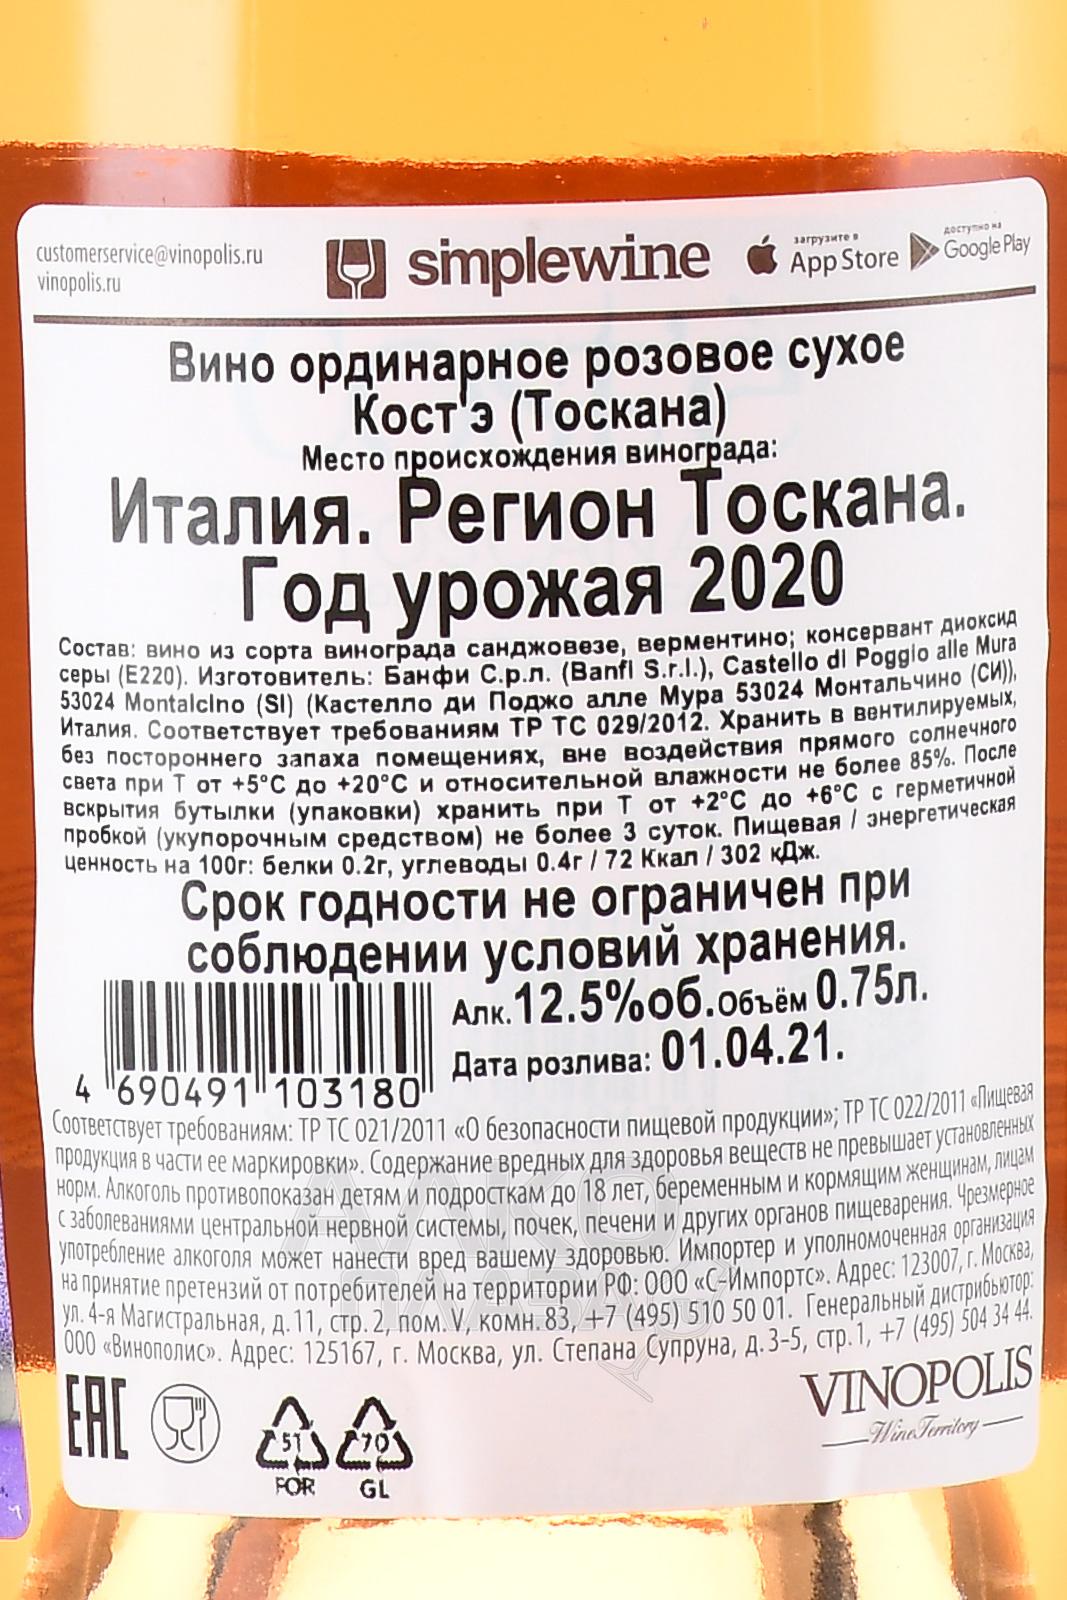 customerservice@vinopolis.ru
vinopolis.ru
simplewine
загрузите в
App Store
доступно на
Google Play
Вино ординарное розовое сухое
Кост'э (Тоскана)
Место происхождения винограда:
Италия. Регион Тоскана.
Год урожая 2020
Состав: вино из сорта винограда санджовезе, верментино; консервант диоксид
серы (Е220). Изготовитель: Банфи С.р.л. (Banfi S.r.l.), Castello di Poggio alle Mura
53024 Montalcino (SI) (Кастелло ди Поджо алле Мура 53024 Монтальчино (СИ)),
Италия. Соответствует требованиям ТР ТС 029/2012. Хранить в вентилируемых,
без постороннего запаха помещениях, вне воздействия прямого солнечного
света при Т от +5°С до +20°С и относительной влажности не более 85%. После
вскрытия бутылки (упаковки) хранить при Т от +2°С до +6°С с герметичной
пробкой (укупорочным средством) не более 3 суток. Пищевая / энергетическая
ценность на 100г: белки 0.2г, углеводы 0.4г / 72 Ккал / 302 кДж.
Срок годности не ограничен при
соблюдении условий хранения.
Алк. 12.5%об. Объём 0.75л.
Дата розлива: 01.04.21.
4 690491 103180
Соответствует требованиям: ТР ТС 021/2011 «О безопасности пищевой продукции»; ТР ТС 022/2011 «Пищевая
продукция в части ее маркировки». Содержание вредных для здоровья веществ не превышает установленных
норм. Алкоголь противопоказан детям и подросткам до 18 лет, беременным и кормящим женщинам, лицам
с заболеваниями центральной нервной системы, почек, печени и других органов пищеварения. Чрезмерное
употребление алкоголя может нанести вред вашему здоровью. Импортер и уполномоченная организация
на принятие претензий от потребителей на территории РФ: ООО «С-Импортс». Адрес: 123007, г. Москва,
ул. 4-я Магистральная, д.11, стр. 2, пом. V, комн. 83, +7 (495) 510 50 01. Генеральный дистрибьютор:
ООО «Винополис». Адрес: 125167, г. Москва, ул. Степана Супруна, д. 3-5, стр.1, +7 (495) 504 34 44.
EAC
51
FOR
70
GL
VINOPOLIS
Wine Territory
АЛКО
ПЛАЗА